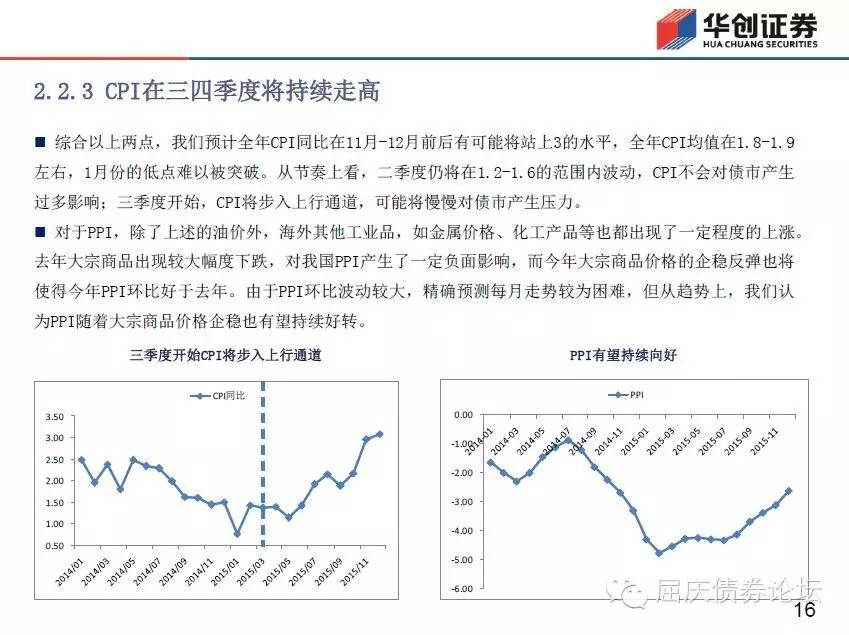 华创证券
HUA CHUANG SECURITIES
2.2.3 CPI在三四季度将持续走高
■ 综合以上两点，我们预计全年CPI同比在11月-12月前后有可能将站上3的水平，全年CPI均值在1.8-1.9
左右，1月份的低点难以被突破。从节奏上看，二季度仍将在1.2-1.6的范围内波动，CPI不会对债市产生
过多影响；三季度开始，CPI将步入上行通道，可能将慢慢对债市产生压力。
■ 对于PPI，除了上述的油价外，海外其他工业品，如金属价格、化工产品等也都出现了一定程度的上涨。
去年大宗商品出现较大幅度下跌，对我国PPI产生了一定负面影响，而今年大宗商品价格的企稳反弹也将
使得今年PPI环比好于去年。由于PPI环比波动较大，精确预测每月走势较为困难，但从趋势上，我们认
为PPI随着大宗商品价格企稳也有望持续好转。
三季度开始CPI将步入上行通道
CPI同比
3.50
3.00
2.50
2.00
1.50
1.00
0.50
2014/01
2014/03
2014/05
2014/07
2014/09
2014/11
2015/01
2015/03
2015/05
2015/07
2015/09
2015/11
PPI有望持续向好
PPI
0.00
-1.00
-2.00
-3.00
-4.00
-5.00
-6.00
2014-01
2014-03
2014-05
2014-07
2014-09
2014-11
2015-01
2015-03
2015-05
2015-07
2015-09
2015-11
屈庆债券论坛
16